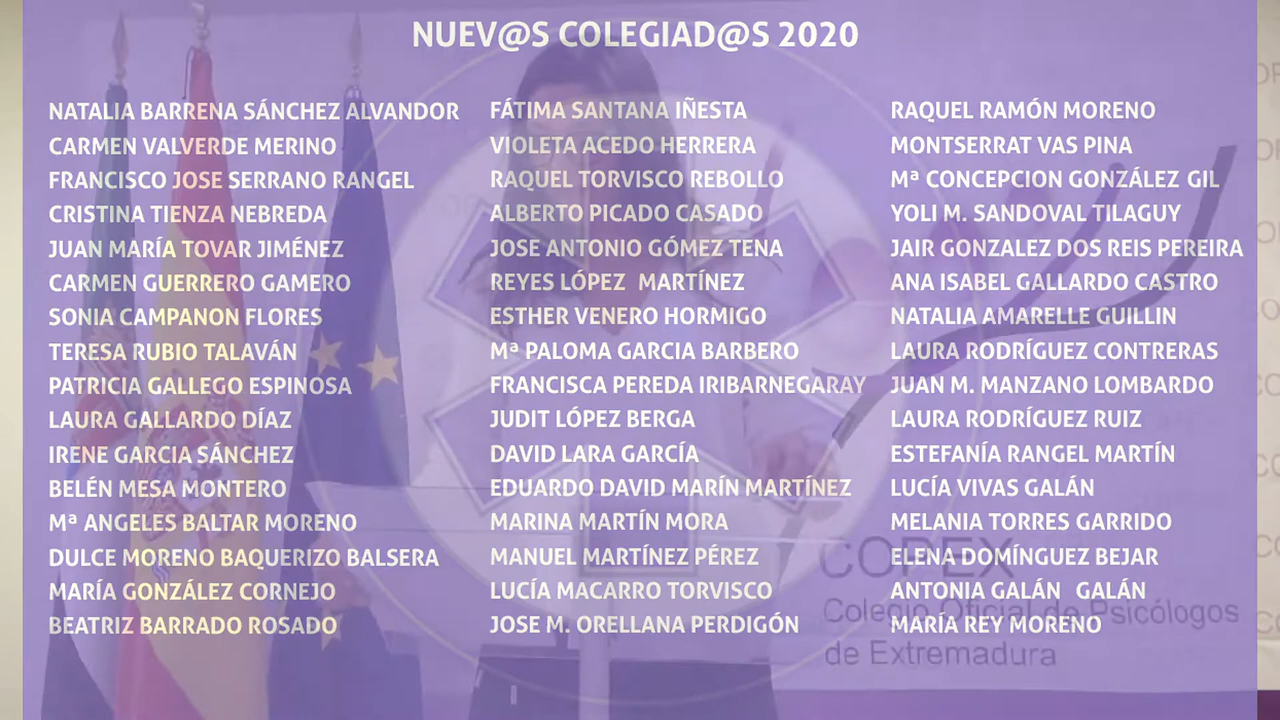 NUEV@S COLEGIAD@S 2020
NATALIA BARRENA SÁNCHEZ ALVANDOR
CARMEN VALVERDE MERINO
FRANCISCO JOSE SERRANO RANGEL
CRISTINA TIENZA NEBREDA
JUAN MARÍA TOVAR JIMÉNEZ
CARMEN GUERRERO GAMERO
SONIA CAMPANON FLORES
TERESA RUBIO TALAVÁN
PATRICIA GALLEGO ESPINOSA
LAURA GALLARDO DÍAZ
IRENE GARCIA SÁNCHEZ
BELÉN MESA MONTERO
Mª ANGELES BALTAR MORENO
DULCE MORENO BAQUERIZO BALSERA
MARÍA GONZÁLEZ CORNEJO
BEATRIZ BARRADO ROSADO
FÁTIMA SANTANA IÑESTA
VIOLETA ACEDO HERRERA
RAQUEL TORVISCO REBOLLO
ALBERTO PICADO CASADO
JOSE ANTONIO GÓMEZ TENA
REYES LÓPEZ MARTÍNEZ
ESTHER VENERO HORMIGO
Mª PALOMA GARCIA BARBERO
FRANCISCA PEREDA IRIBARNEGARAY
JUDIT LÓPEZ BERGA
DAVID LARA GARCÍA
EDUARDO DAVID MARÍN MARTÍNEZ
MARINA MARTÍN MORA
MANUEL MARTÍNEZ PÉREZ
LUCÍA MACARRO TORVISCO
JOSE M. ORELLANA PERDIGÓN
RAQUEL RAMÓN MORENO
MONTSERRAT VAS PINA
Mª CONCEPCION GONZÁLEZ GIL
YOLI M. SANDOVAL TILAGUY
JAIR GONZALEZ DOS REIS PEREIRA
ANA ISABEL GALLARDO CASTRO
NATALIA AMARELLE GUILLIN
LAURA RODRÍGUEZ CONTRERAS
JUAN M. MANZANO LOMBARDO
LAURA RODRÍGUEZ RUIZ
ESTEFANÍA RANGEL MARTÍN
LUCÍA VIVAS GALÁN
MELANIA TORRES GARRIDO
ELENA DOMÍNGUEZ BEJAR
ANTONIA GALÁN GALÁN
MARÍA REY MORENO
COPEX
Colegio Oficial de Psicólogos
de Extremadura